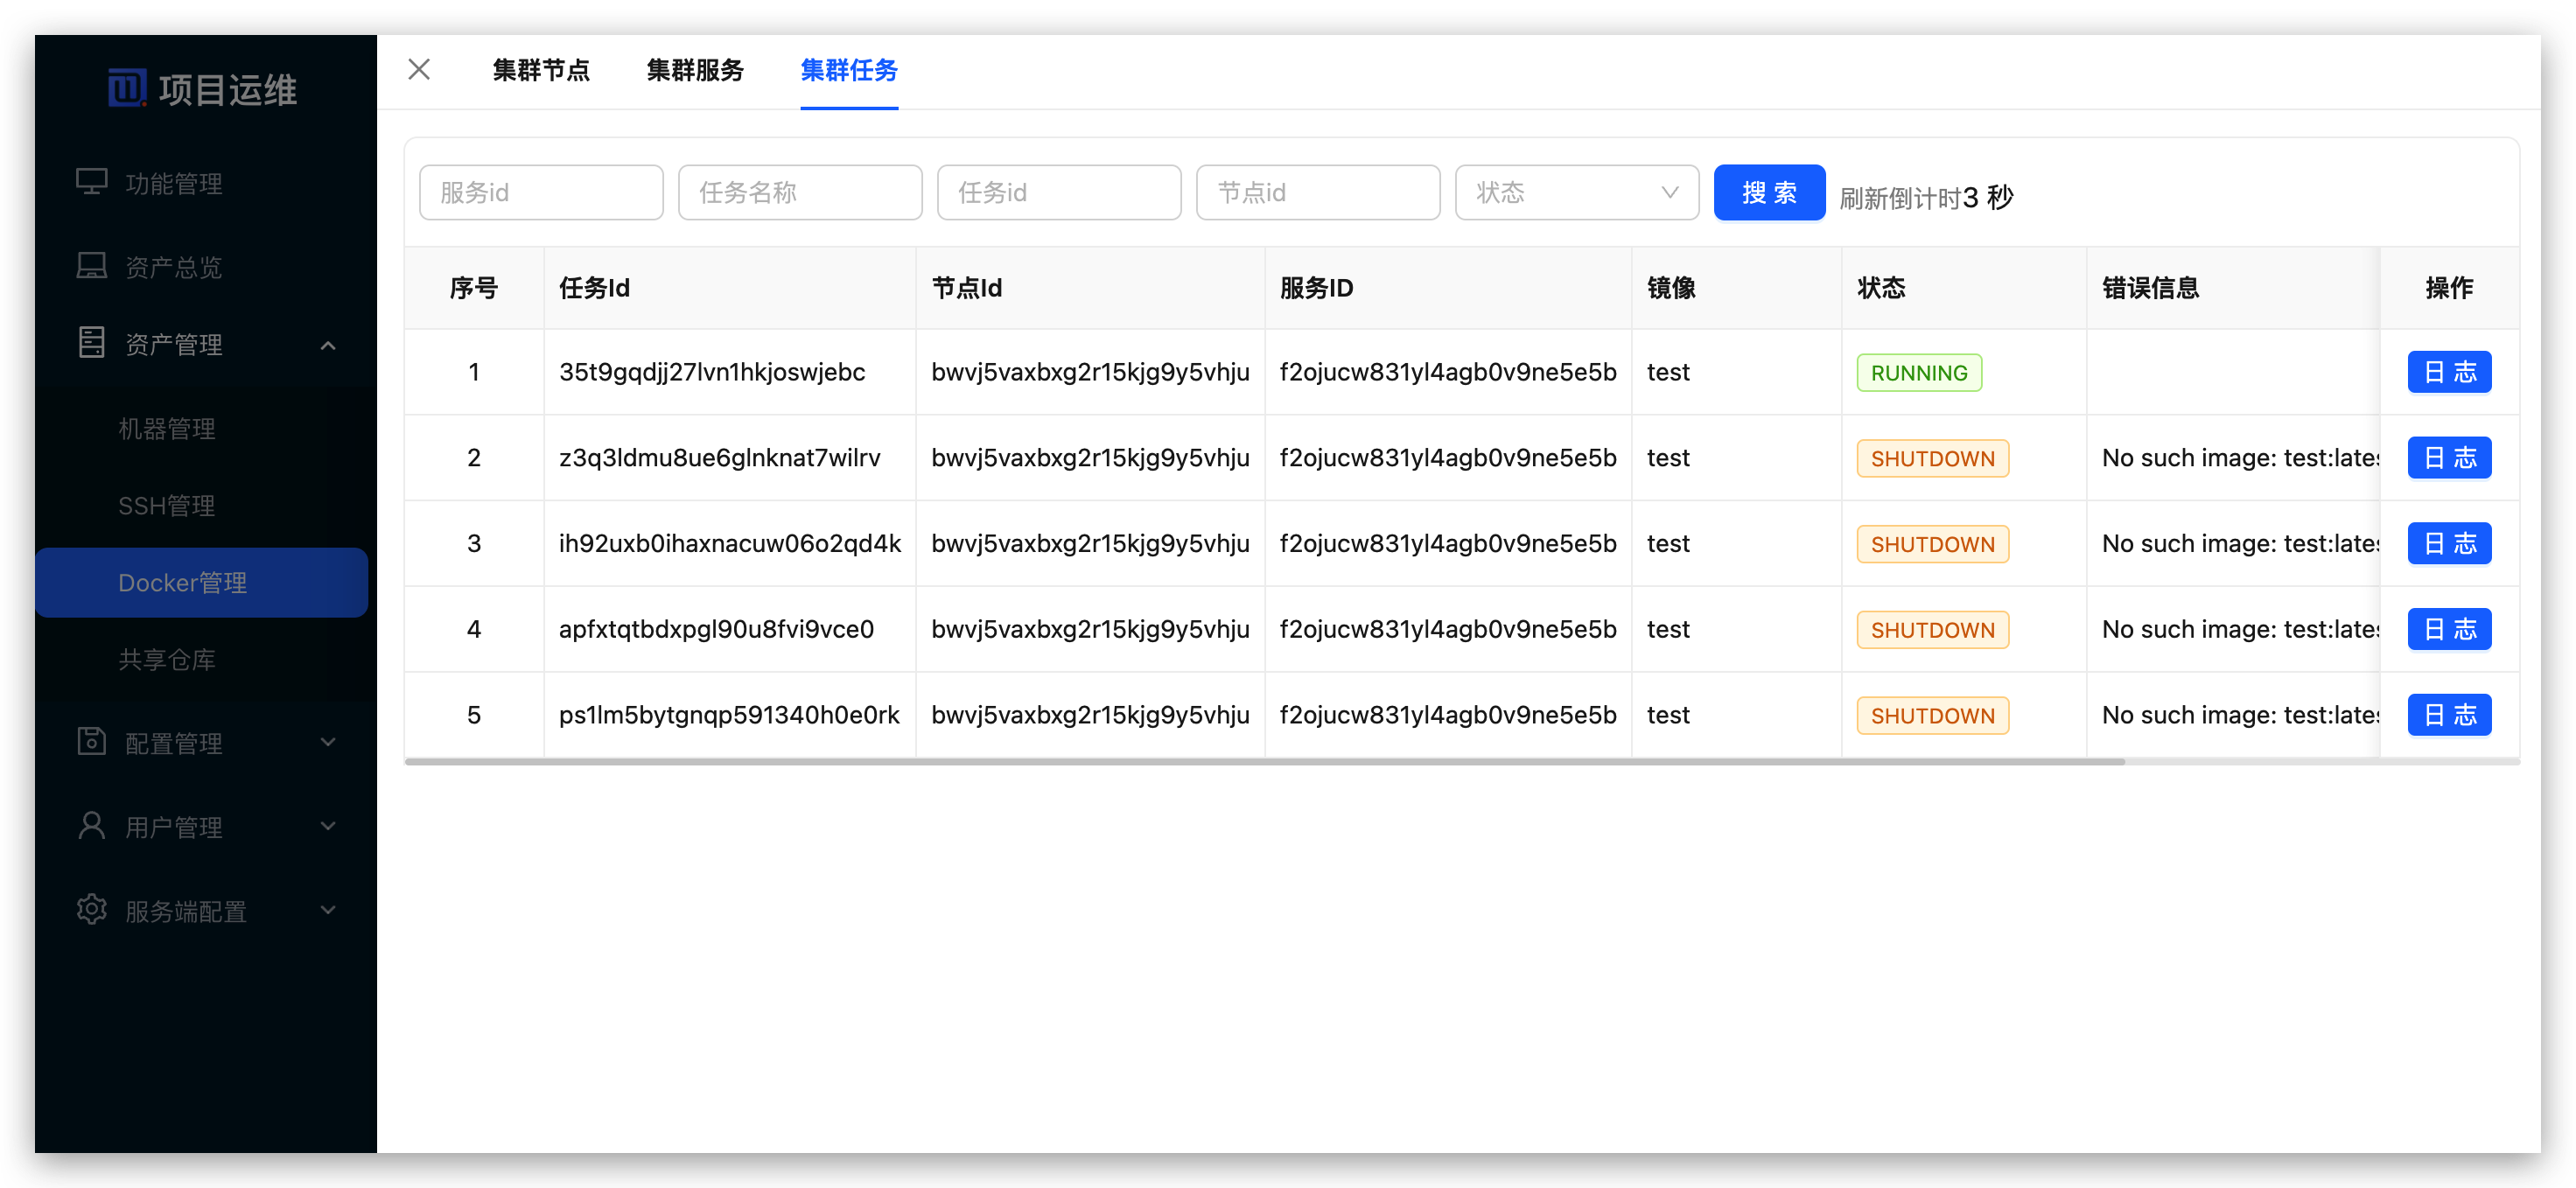 项目运维
功能管理
资产总览
资产管理
机器管理
SSH管理
Docker管理
共享仓库
配置管理
用户管理
服务端配置
集群节点 集群服务 集群任务
服务id 任务名称 任务id 节点id 状态 搜 索 刷新倒计时3 秒
序号 任务Id 节点Id 服务ID 镜像 状态 错误信息 操作
1 35t9gqdjj27lvn1hkjoswjebc bwvj5vaxbxg2r15kjg9y5vhju f2ojucw831yl4agb0v9ne5e5b test RUNNING 日 志
2 z3q3ldmu8ue6glnknat7wilrv bwvj5vaxbxg2r15kjg9y5vhju f2ojucw831yl4agb0v9ne5e5b test SHUTDOWN No such image: test:lates 日 志
3 ih92uxb0ihaxnacuw06o2qd4k bwvj5vaxbxg2r15kjg9y5vhju f2ojucw831yl4agb0v9ne5e5b test SHUTDOWN No such image: test:lates 日 志
4 apfxtqtbdxpgl90u8fvi9vce0 bwvj5vaxbxg2r15kjg9y5vhju f2ojucw831yl4agb0v9ne5e5b test SHUTDOWN No such image: test:lates 日 志
5 ps1lm5bytgnqp591340h0e0rk bwvj5vaxbxg2r15kjg9y5vhju f2ojucw831yl4agb0v9ne5e5b test SHUTDOWN No such image: test:lates 日 志